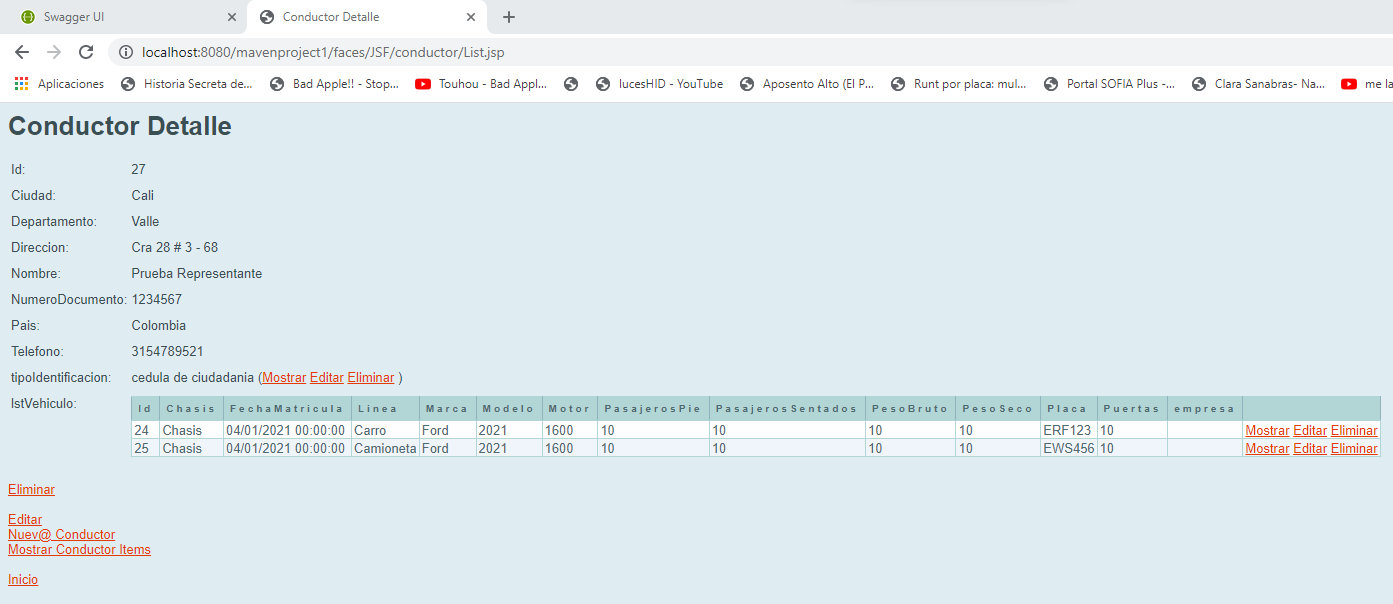 Swagger UI
Conductor Detalle
localhost:8080/mavenproject1/faces/JSF/conductor/List.jsp
Aplicaciones Historia Secreta de... Bad Apple!! - Stop... Touhou - Bad Appl... lucesHID - YouTube Aposento Alto (El P... Runt por placa: mul... Portal SOFIA Plus -... Clara Sanabras- Na... me la
Conductor Detalle
Id: 27
Ciudad: Cali
Departamento: Valle
Direccion: Cra 28 # 3 - 68
Nombre: Prueba Representante
NumeroDocumento: 1234567
Pais: Colombia
Telefono: 3154789521
tipoIdentificacion: cedula de ciudadania (Mostrar Editar Eliminar )
lstVehiculo:
Id Chasis FechaMatricula Linea Marca Modelo Motor PasajerosPie PasajerosSentados PesoBruto PesoSeco Placa Puertas empresa
24 Chasis 04/01/2021 00:00:00 Carro Ford 2021 1600 10 10 10 10 ERF123 10 Mostrar Editar Eliminar
25 Chasis 04/01/2021 00:00:00 Camioneta Ford 2021 1600 10 10 10 10 EWS456 10 Mostrar Editar Eliminar
Eliminar
Editar
Nuev@ Conductor
Mostrar Conductor Items
Inicio